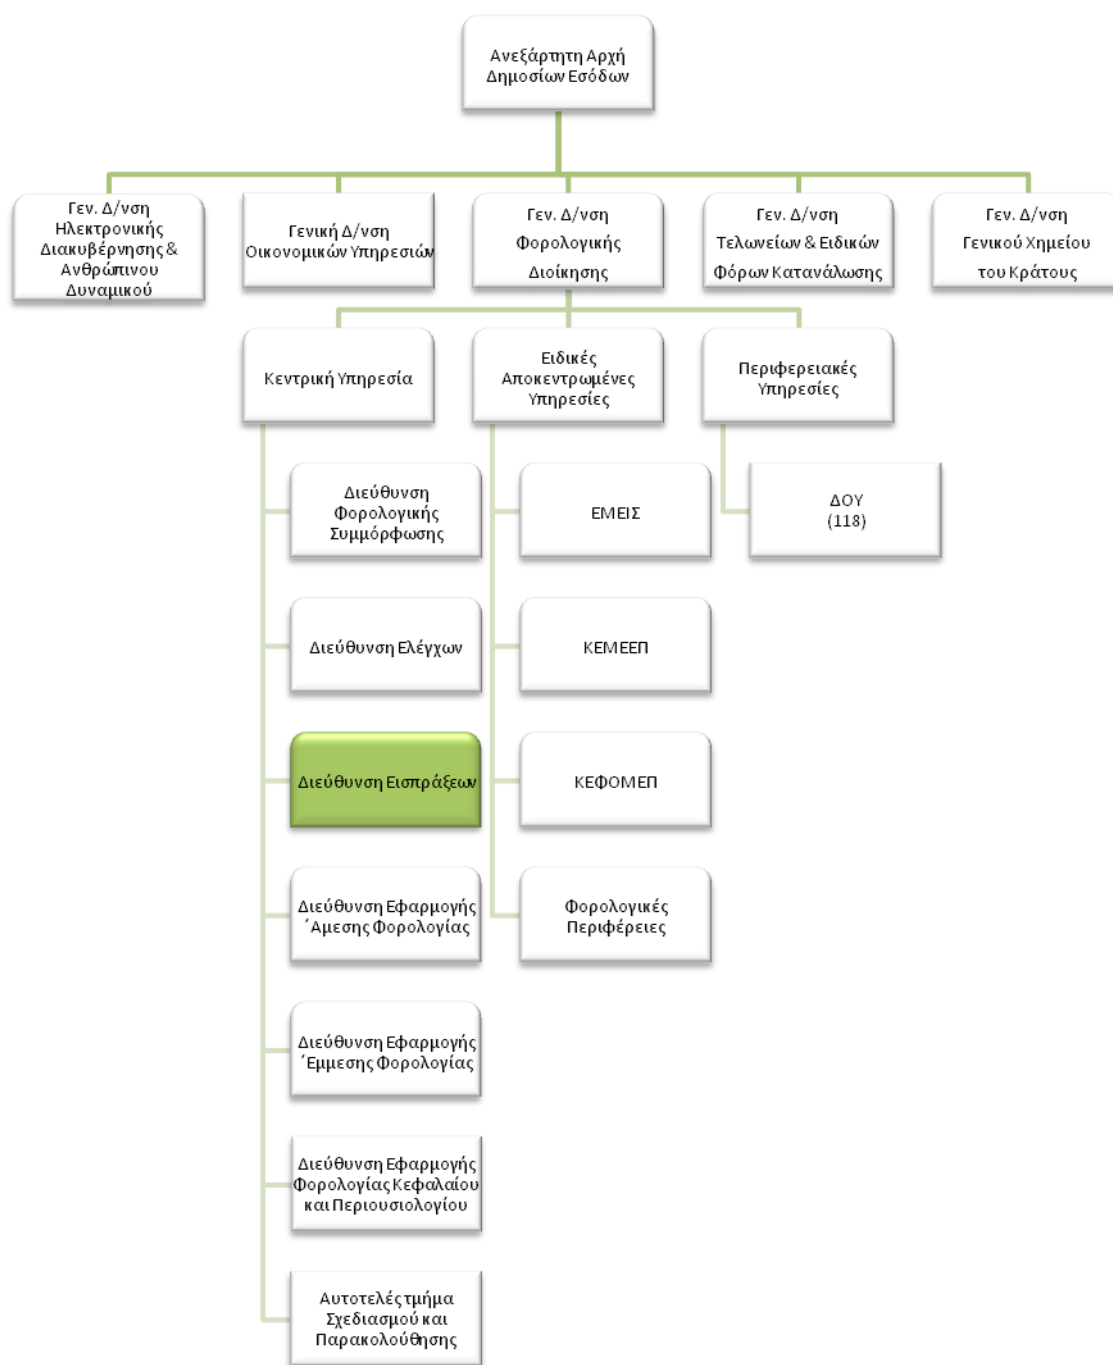 Ανεξάρτητη Αρχή
Δημοσίων Εσόδων
Γεν. Δ/νση
Ηλεκτρονικής
Διακυβέρνησης &
Ανθρώπινου
Δυναμικού
Γενική Δ/νση
Οικονομικών Υπηρεσιών
Γεν. Δ/νση
Φορολογικής
Διοίκησης
Γεν. Δ/νση
Τελωνείων & Ειδικών
Φόρων Κατανάλωσης
Γεν. Δ/νση
Γενικού Χημείου
του Κράτους
Κεντρική Υπηρεσία
Ειδικές
Αποκεντρωμένες
Υπηρεσίες
Περιφερειακές
Υπηρεσίες
Διεύθυνση
Φορολογικής
Συμμόρφωσης
ΕΜΕΙΣ
ΔΟΥ
(118)
Διεύθυνση Ελέγχων
ΚΕΜΕΕΠ
Διεύθυνση Εισπράξεων
ΚΕΦΟΜΕΠ
Διεύθυνση Εφαρμογής
΄Αμεσης Φορολογίας
Φορολογικές
Περιφέρειες
Διεύθυνση Εφαρμογής
΄Εμμεσης Φορολογίας
Διεύθυνση Εφαρμογής
Φορολογίας Κεφαλαίου
και Περιουσιολογίου
Αυτοτελές τμήμα
Σχεδιασμού και
Παρακολούθησης